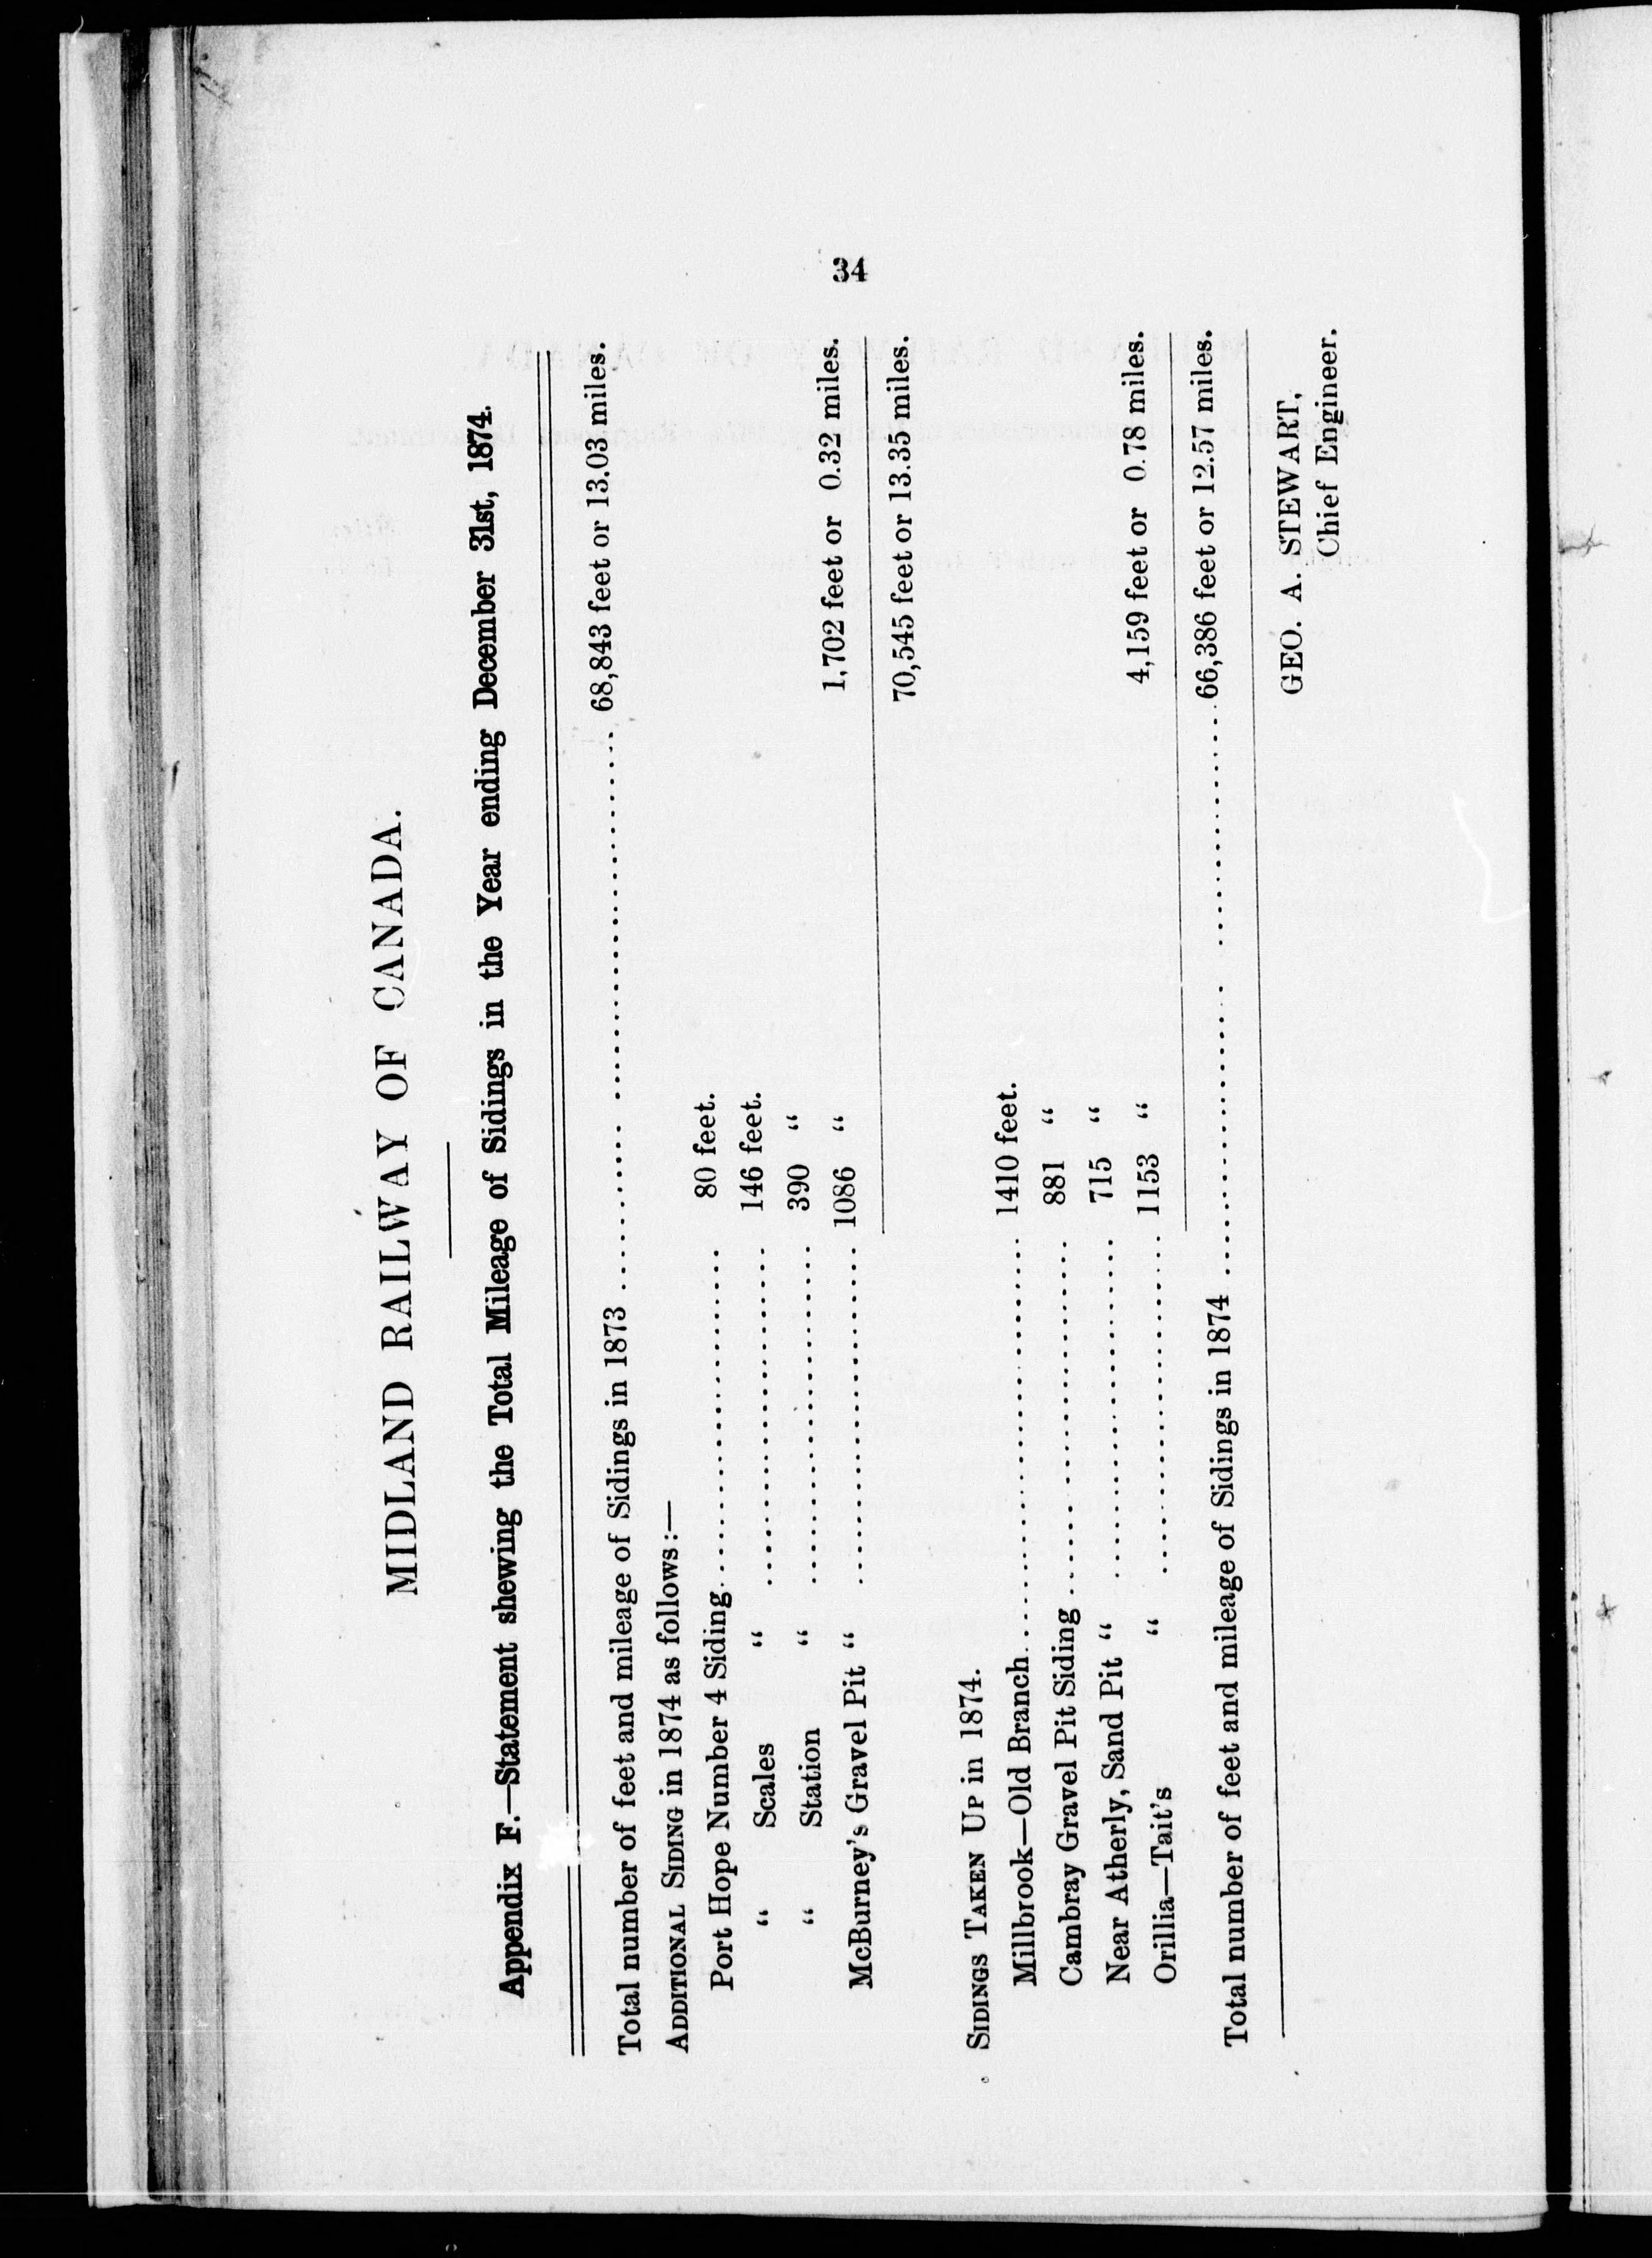 34
MIDLAND RAILWAY OF CANADA.
Appendix F.—Statement shewing the Total Mileage of Sidings in the Year ending December 31st, 1874.
Total number of feet and mileage of Sidings in 1873 ........ 68,843 feet or 13.03 miles.
ADDITIONAL SIDING in 1874 as follows:—
Port Hope Number 4 Siding........ 80 feet.
“ Scales “ ........ 146 feet.
“ Station “ ........ 390 “
McBurney's Gravel Pit “ ........ 1086 “ 1,702 feet or 0.32 miles.
70,545 feet or 13.35 miles.
SIDINGS TAKEN UP in 1874.
Millbrook—Old Branch........ 1410 feet.
Cambray Gravel Pit Siding ........ 881 “
Near Atherly, Sand Pit “ ........ 715 “
Orillia—Tait's “ ........ 1153 “ 4,159 feet or 0.78 miles.
Total number of feet and mileage of Sidings in 1874 ........ 66,386 feet or 12.57 miles.
GEO. A. STEWART,
Chief Engineer.